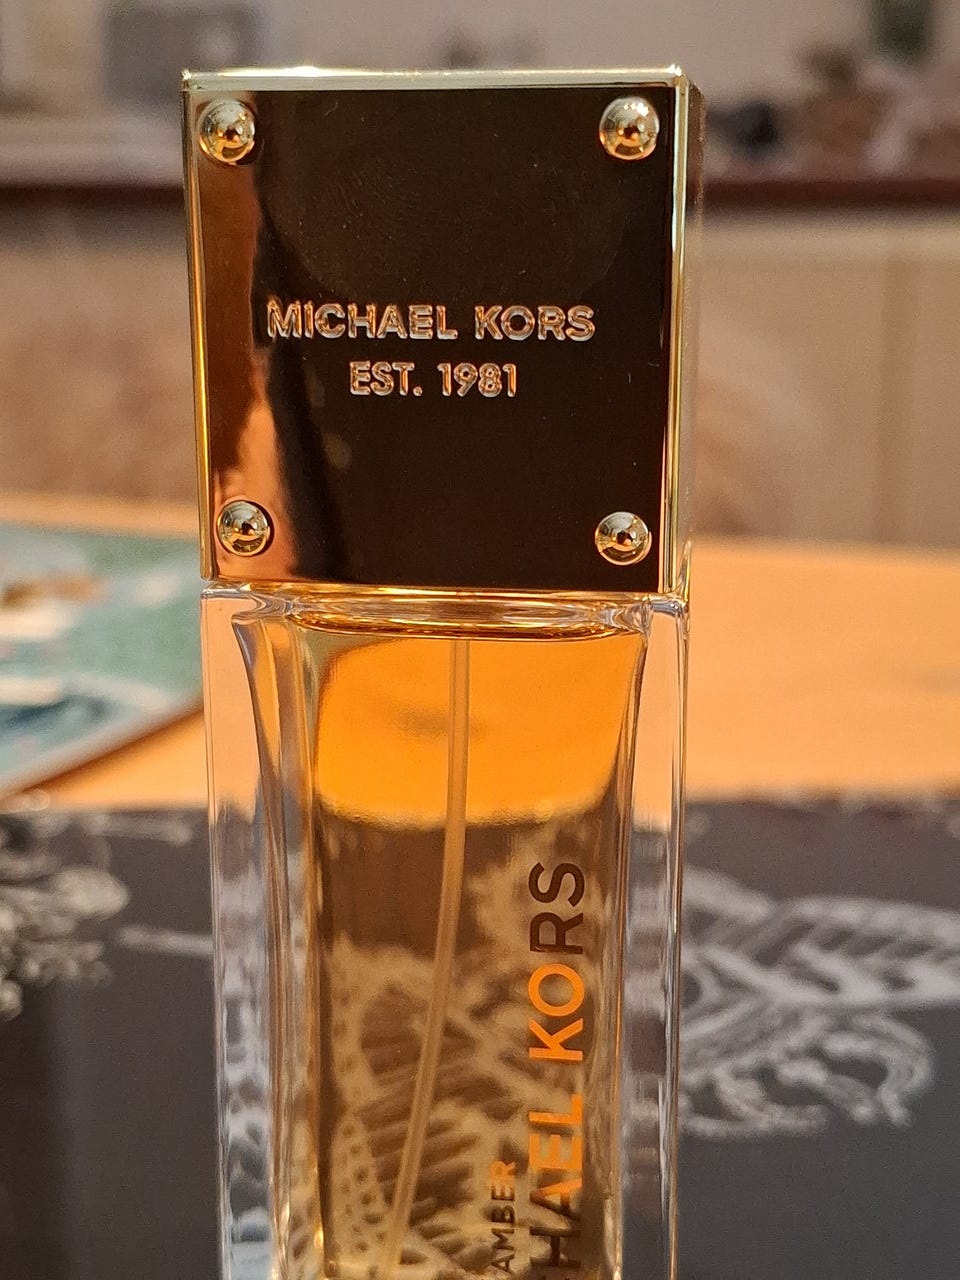 MICHAEL KORS
EST. 1981
HAEL KORS
AMBER